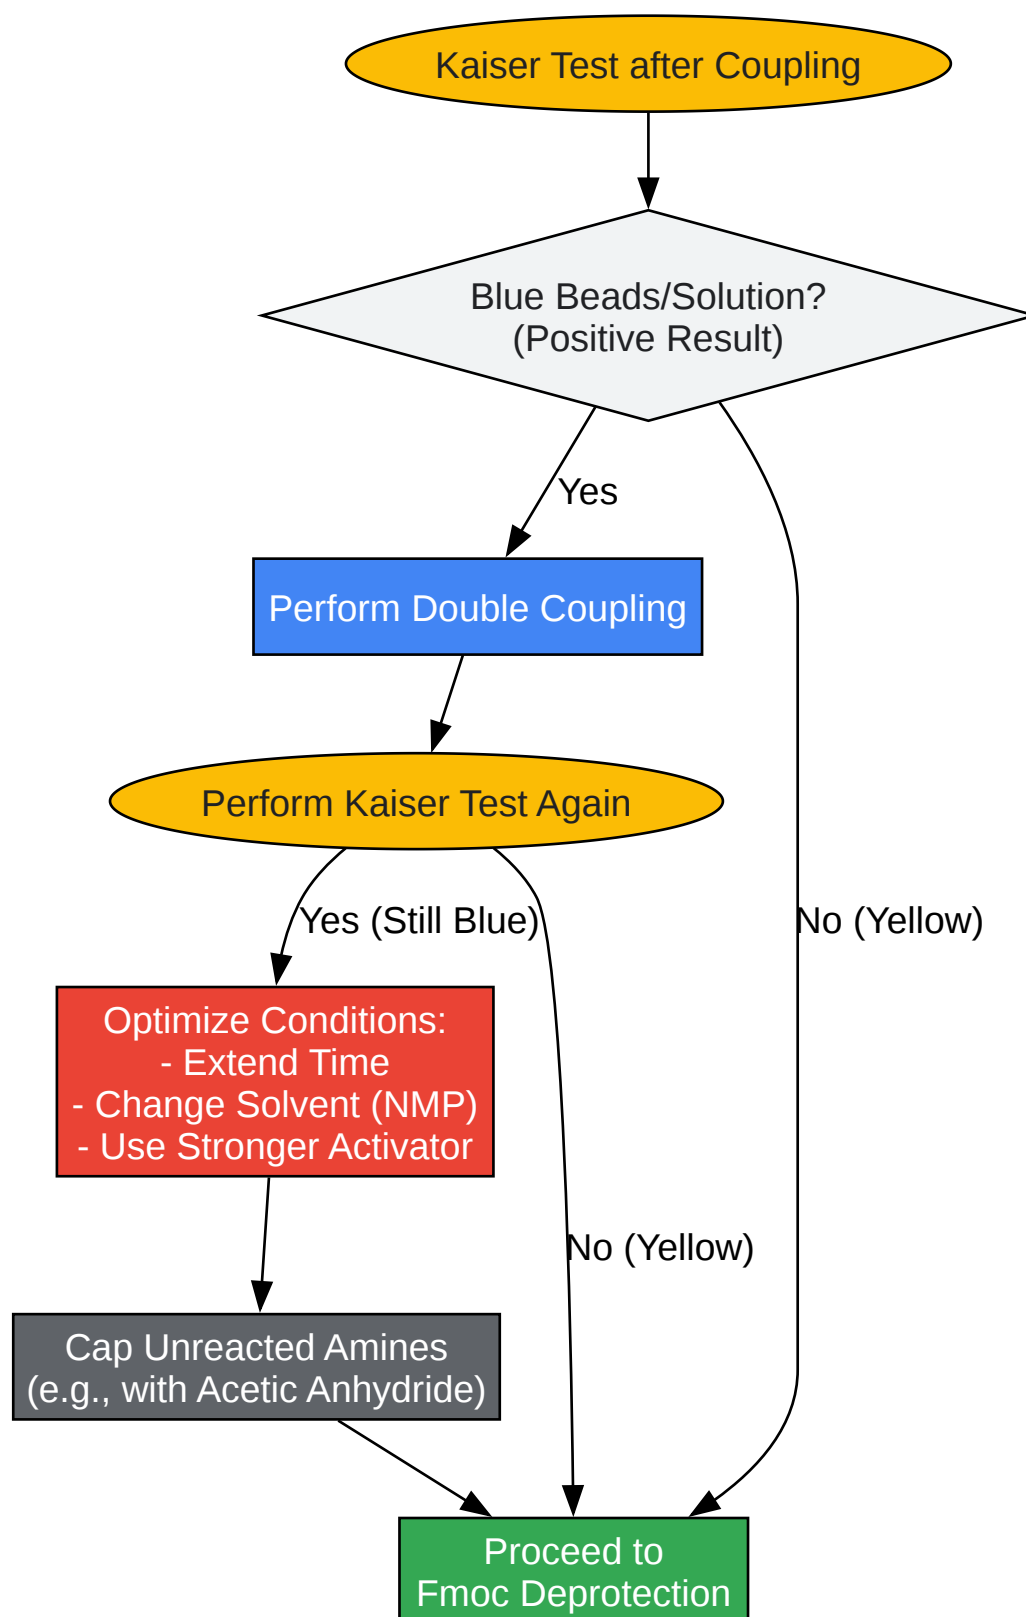 Kaiser Test after Coupling
Blue Beads/Solution?
(Positive Result)
Yes
Perform Double Coupling
Perform Kaiser Test Again
Yes (Still Blue)
No (Yellow)
Optimize Conditions:
- Extend Time
- Change Solvent (NMP)
- Use Stronger Activator
No (Yellow)
Cap Unreacted Amines
(e.g., with Acetic Anhydride)
Proceed to
Fmoc Deprotection